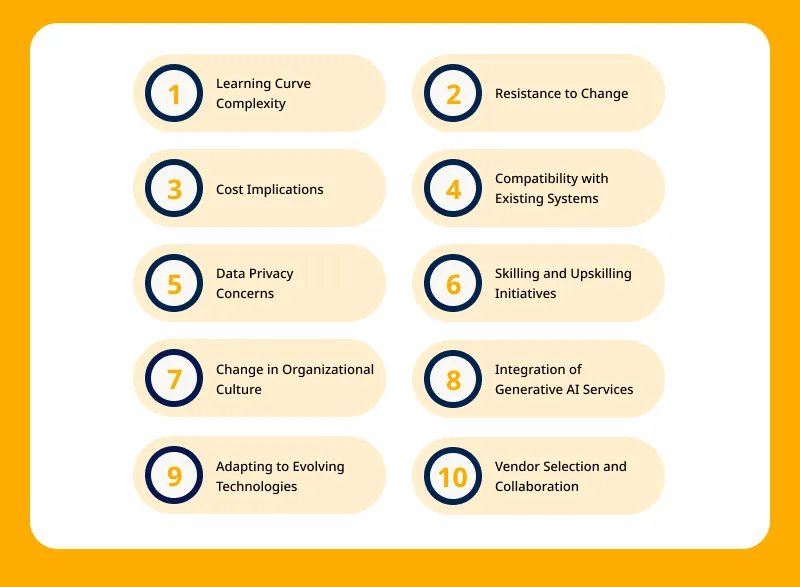 1
Learning Curve
Complexity
2
Resistance to Change
3
Cost Implications
4
Compatibility with
Existing Systems
5
Data Privacy
Concerns
6
Skilling and Upskilling
Initiatives
7
Change in Organizational
Culture
8
Integration of
Generative AI Services
9
Adapting to Evolving
Technologies
10
Vendor Selection and
Collaboration